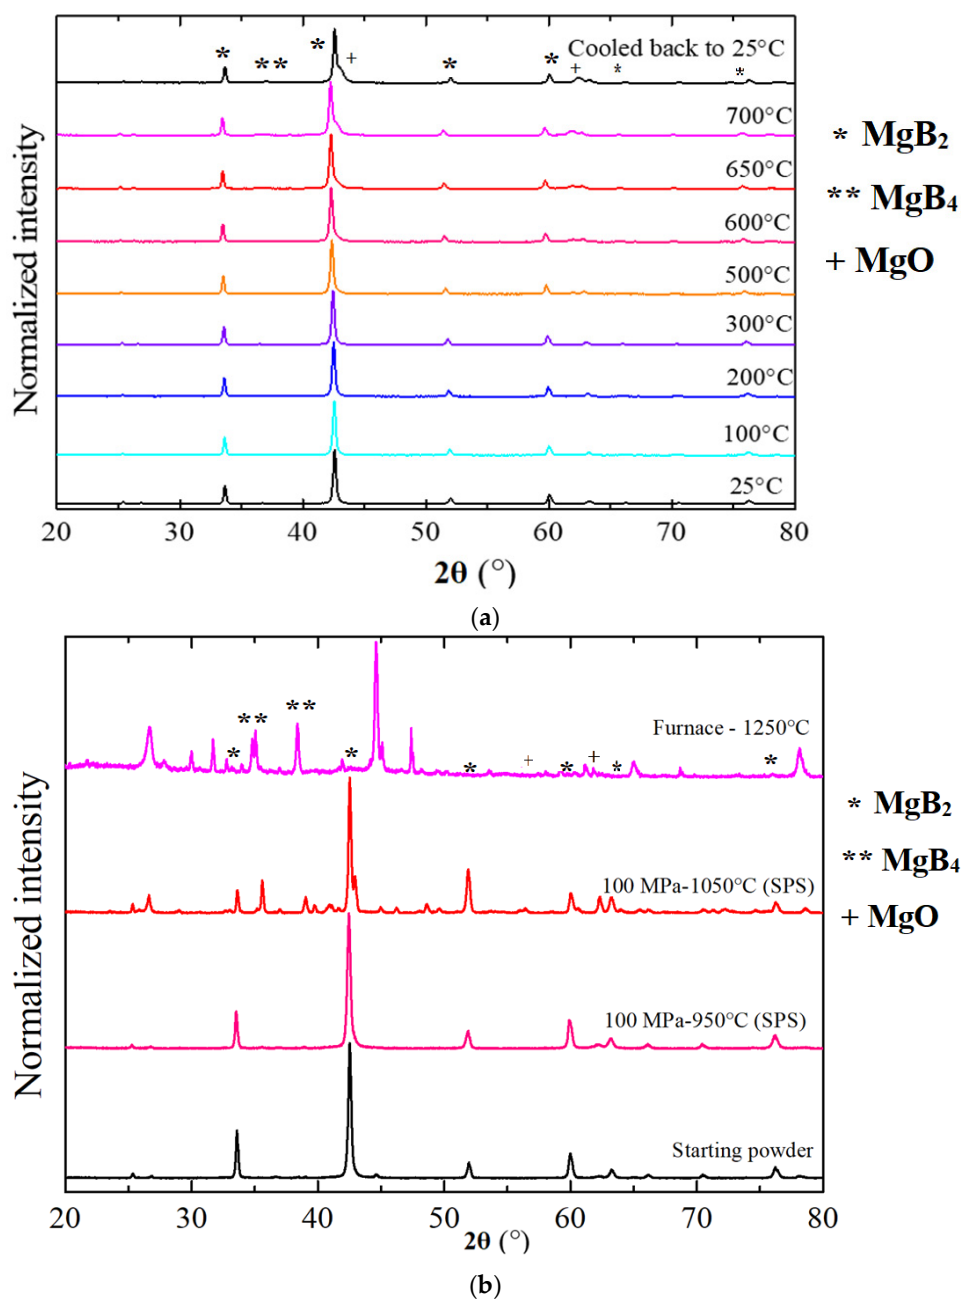 * ** * + * * + * *
Cooled back to 25°C
700°C
650°C
600°C
500°C
300°C
200°C
100°C
25°C
Normalized intensity
20 30 40 50 60 70 80
2θ (°)
* MgB2
** MgB4
+ MgO
(a)
Furnace - 1250°C
* ** ** * * + * + * *
100 MPa-1050°C (SPS)
100 MPa-950°C (SPS)
Starting powder
Normalized intensity
20 30 40 50 60 70 80
2θ (°)
* MgB2
** MgB4
+ MgO
(b)